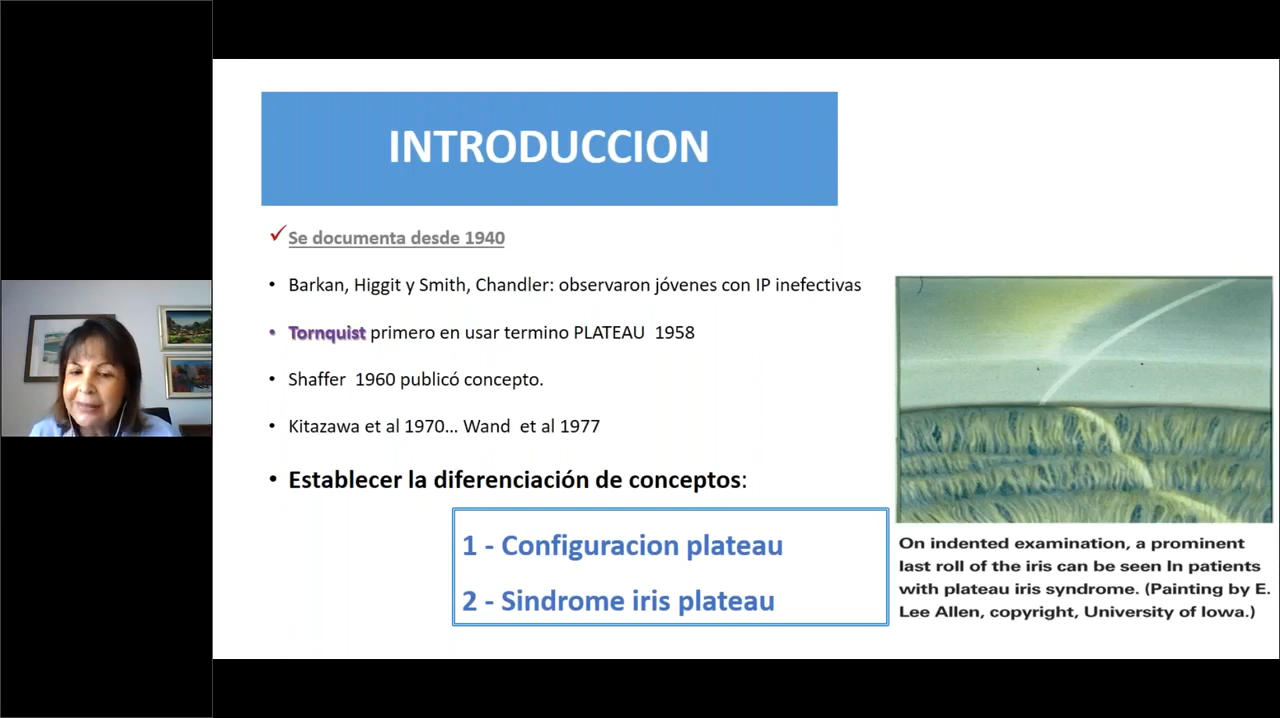 INTRODUCCION
Se documenta desde 1940
Barkan, Higgit y Smith, Chandler: observaron jóvenes con IP inefectivas
Tornquist primero en usar termino PLATEAU 1958
Shaffer 1960 publicó concepto.
Kitazawa et al 1970... Wand et al 1977
Establecer la diferenciación de conceptos:
1 - Configuracion plateau
2 - Sindrome iris plateau
On indented examination, a prominent
last roll of the iris can be seen In patients
with plateau iris syndrome. (Painting by E.
Lee Allen, copyright, University of Iowa.)